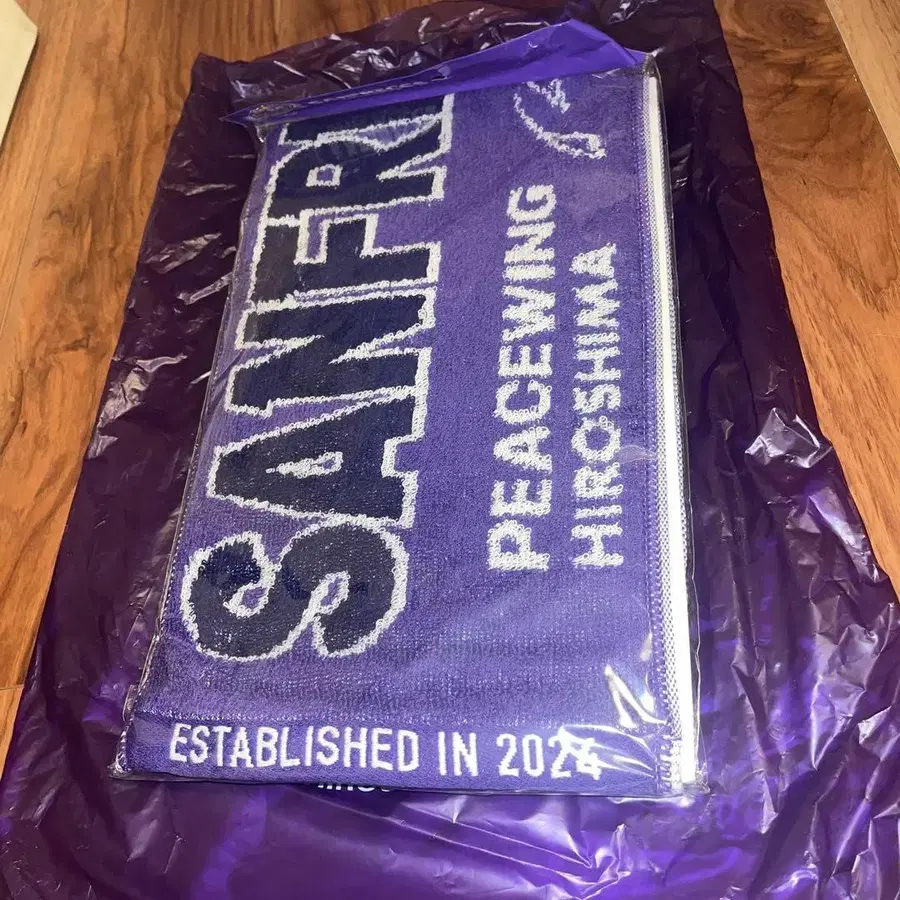 SANFR
PEACEWING
HIROSHIMA
ESTABLISHED IN 2024